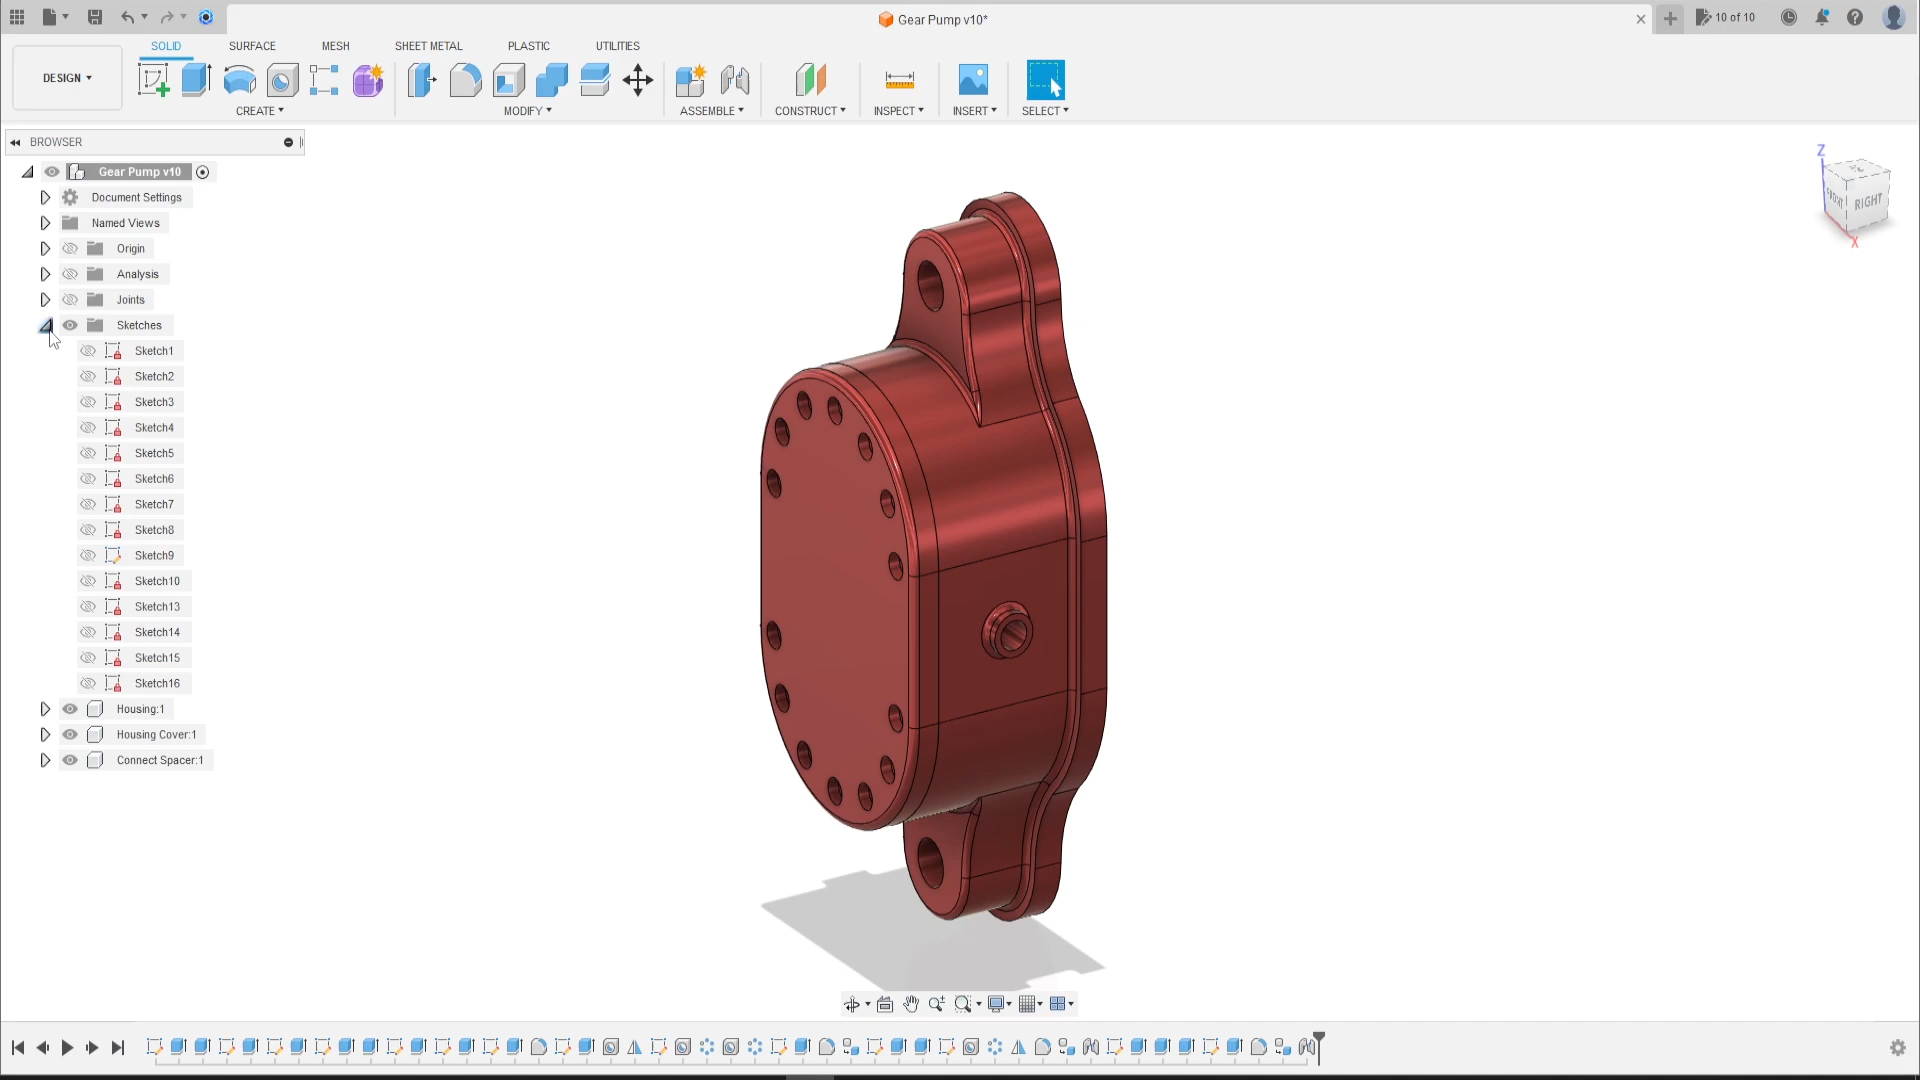 Gear Pump v10*
10 of 10
DESIGN
SOLID
SURFACE
MESH
SHEET METAL
PLASTIC
UTILITIES
CREATE
MODIFY
ASSEMBLE
CONSTRUCT
INSPECT
INSERT
SELECT
BROWSER
Gear Pump v10
Document Settings
Named Views
Origin
Analysis
Joints
Sketches
Sketch1
Sketch2
Sketch3
Sketch4
Sketch5
Sketch6
Sketch7
Sketch8
Sketch9
Sketch10
Sketch13
Sketch14
Sketch15
Sketch16
Housing:1
Housing Cover:1
Connect Spacer:1
Z
FRONT
RIGHT
X